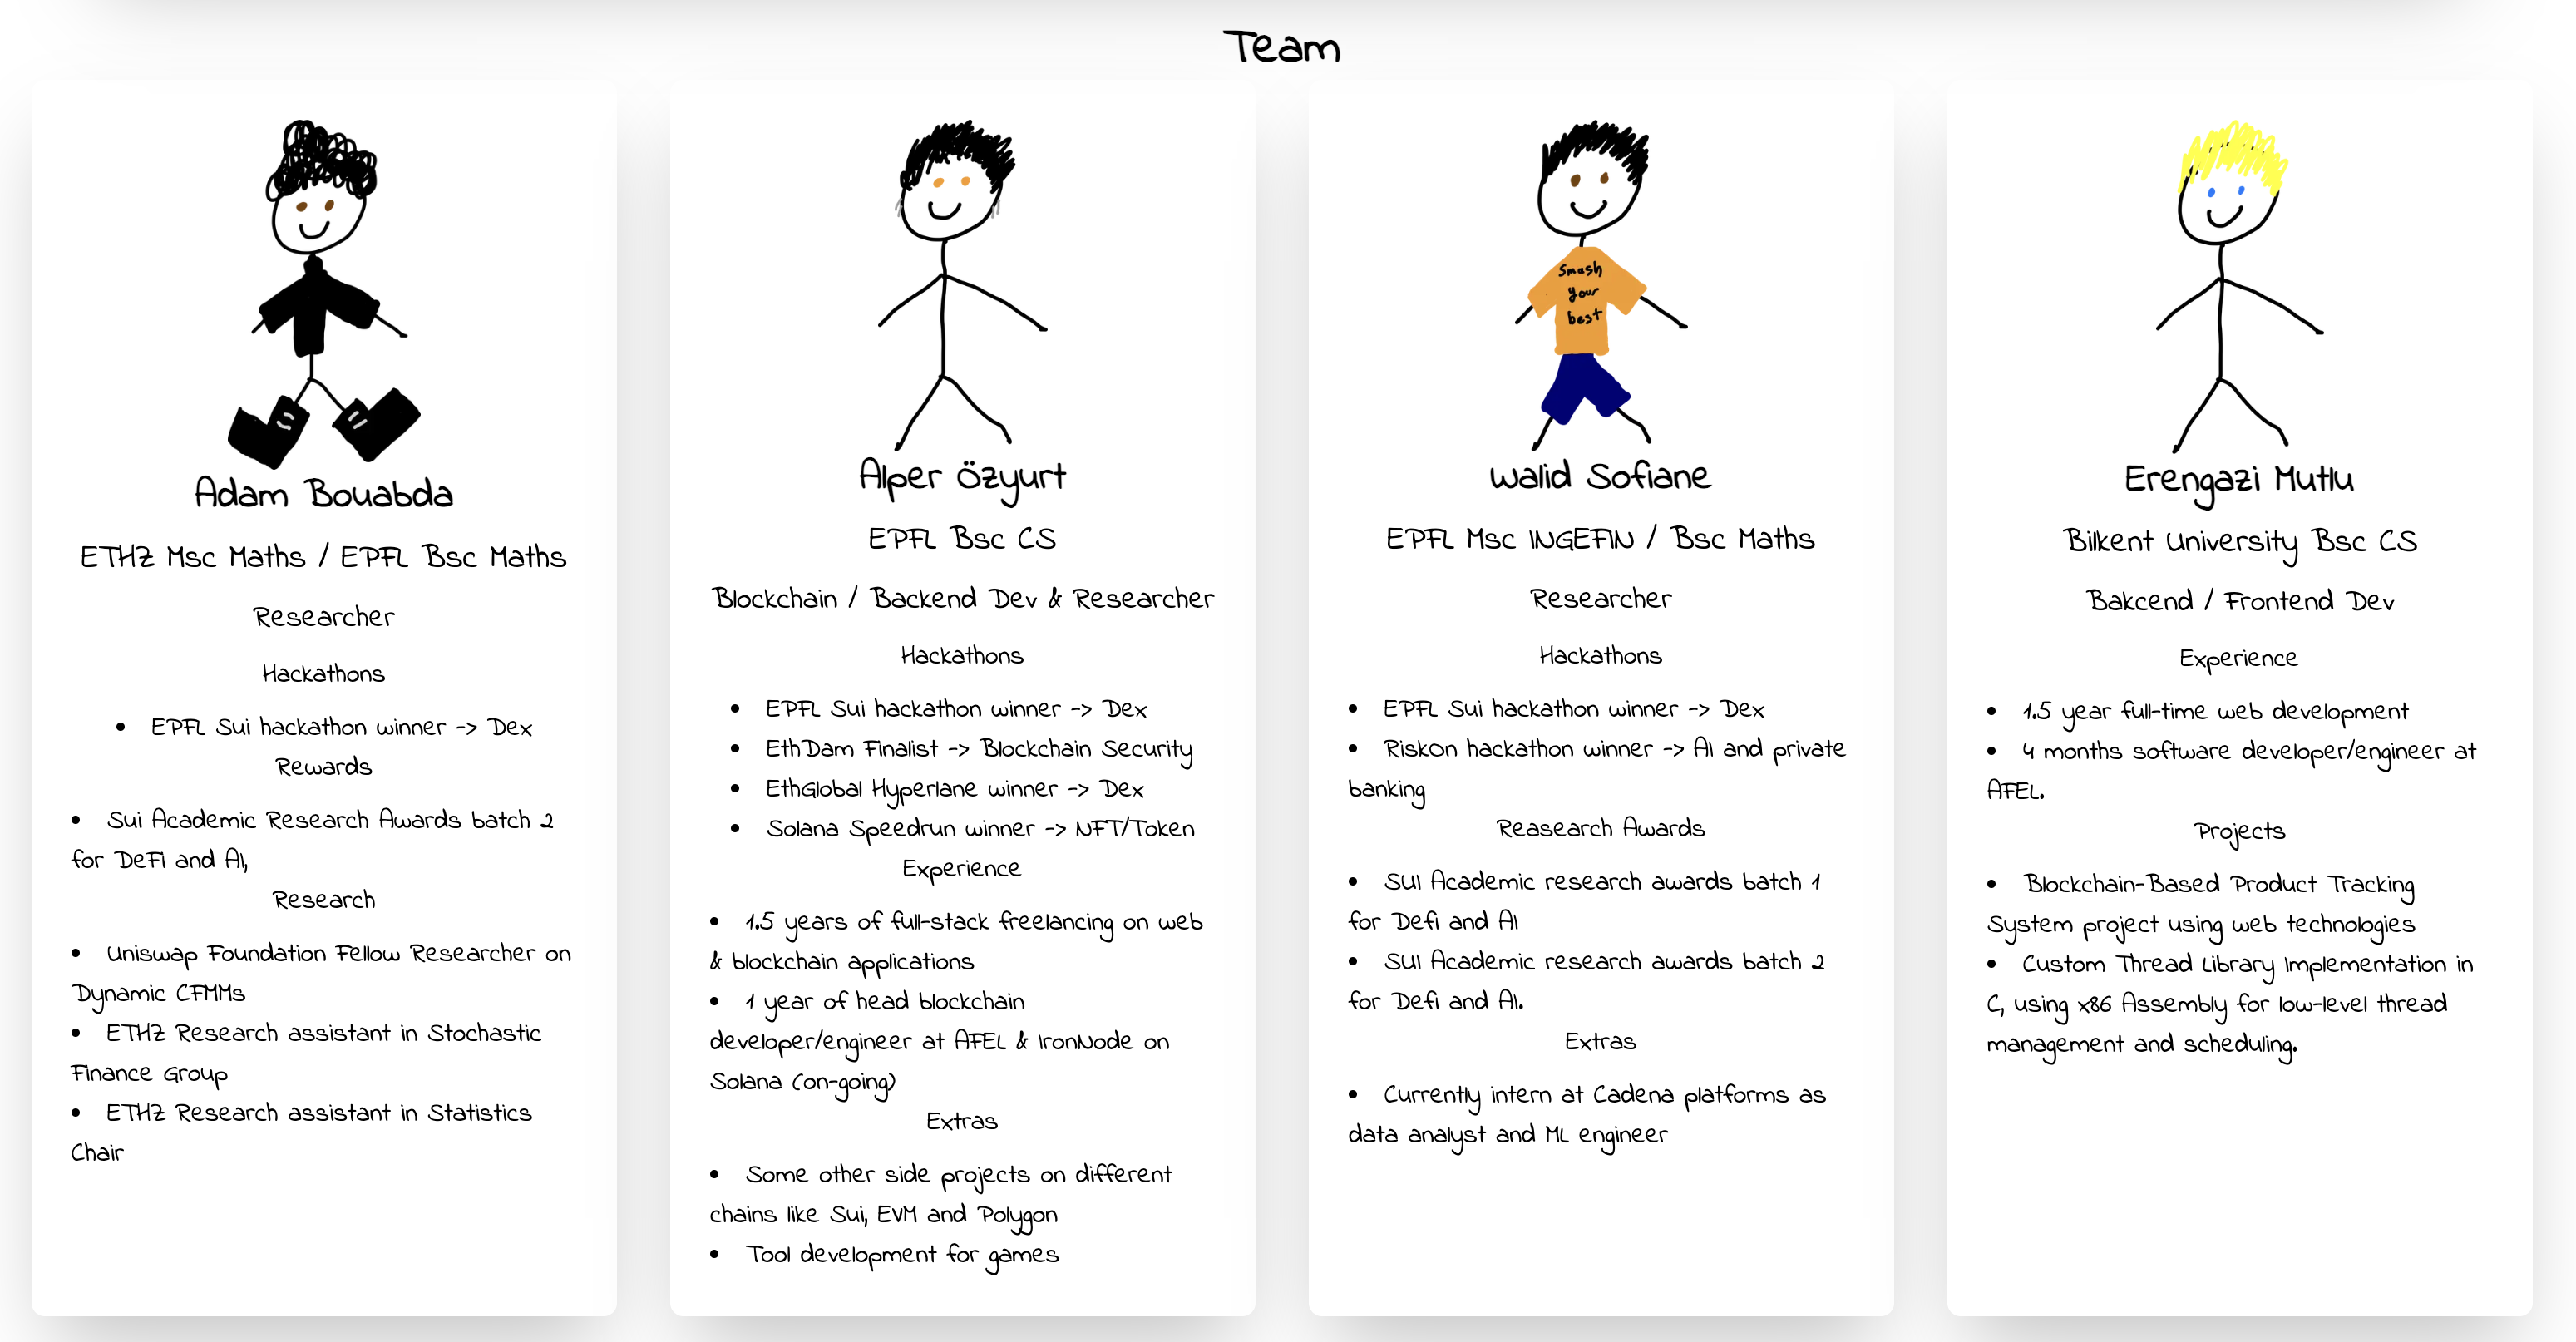 Team
Smash
your
best
Adam Bouabda
ETHZ Msc Maths / EPFL Bsc Maths
Researcher
Hackathons
• EPFL Sui hackathon winner -> Dex
Rewards
• Sui Academic Research Awards batch 2
for DeFi and AI,
Research
• Uniswap Foundation Fellow Researcher on
Dynamic CFMMs
• ETHZ Research assistant in Stochastic
Finance Group
• ETHZ Research assistant in Statistics
Chair
Alper Özyurt
EPFL Bsc CS
Blockchain / Backend Dev & Researcher
Hackathons
• EPFL Sui hackathon winner -> Dex
• EthDam Finalist -> Blockchain Security
• EthGlobal Hyperlane winner -> Dex
• Solana Speedrun winner -> NFT/Token
Experience
• 1.5 years of full-stack freelancing on web
& blockchain applications
• 1 year of head blockchain
developer/engineer at AFEL & IronNode on
Solana (on-going)
Extras
• Some other side projects on different
chains like Sui, EVM and Polygon
• Tool development for games
Walid Sofiane
EPFL Msc INGEFIN / Bsc Maths
Researcher
Hackathons
• EPFL Sui hackathon winner -> Dex
• RiskOn hackathon winner -> AI and private
banking
Reasearch Awards
• SUI Academic research awards batch 1
for Defi and AI
• SUI Academic research awards batch 2
for Defi and AI.
Extras
• Currently intern at Cadena platforms as
data analyst and ML engineer
Erengazi Mutlu
Bilkent University Bsc CS
Bakcend / Frontend Dev
Experience
• 1.5 year full-time web development
• 4 months software developer/engineer at
AFEL.
Projects
• Blockchain-Based Product Tracking
System project using web technologies
• Custom Thread Library Implementation in
C, using x86 Assembly for low-level thread
management and scheduling.